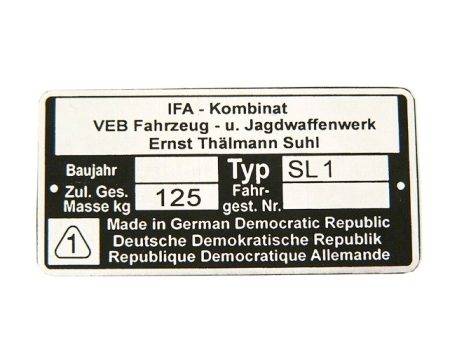 IFA - Kombinat
VEB Fahrzeug - u. Jagdwaffenwerk
Ernst Thälmann Suhl
Baujahr
Typ SL 1
Zul. Ges.
Masse kg 125
Fahr-
gest. Nr.
1
Made in German Democratic Republic
Deutsche Demokratische Republik
Republique Democratique Allemande